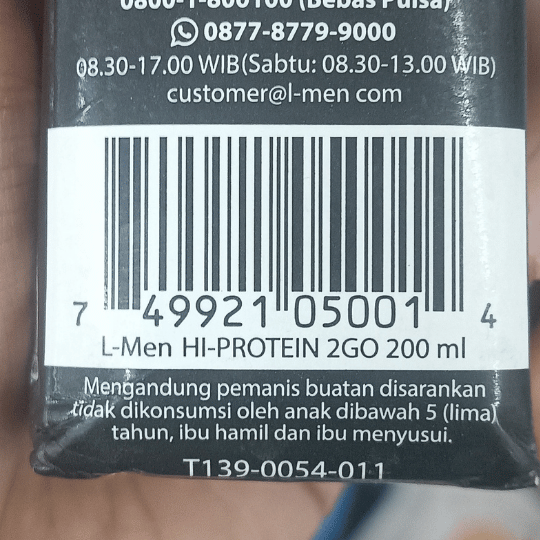 0800-1-800100 (Bebas Pulsa)
0877-8779-9000
08.30-17.00 WIB(Sabtu: 08.30-13.00 WIB)
customer@l-men com
7 49921 05001 4
L-Men HI-PROTEIN 2GO 200 ml
Mengandung pemanis buatan disarankan
tidak dikonsumsi oleh anak dibawah 5 (lima)
tahun, ibu hamil dan ibu menyusui.
T139-0054-011